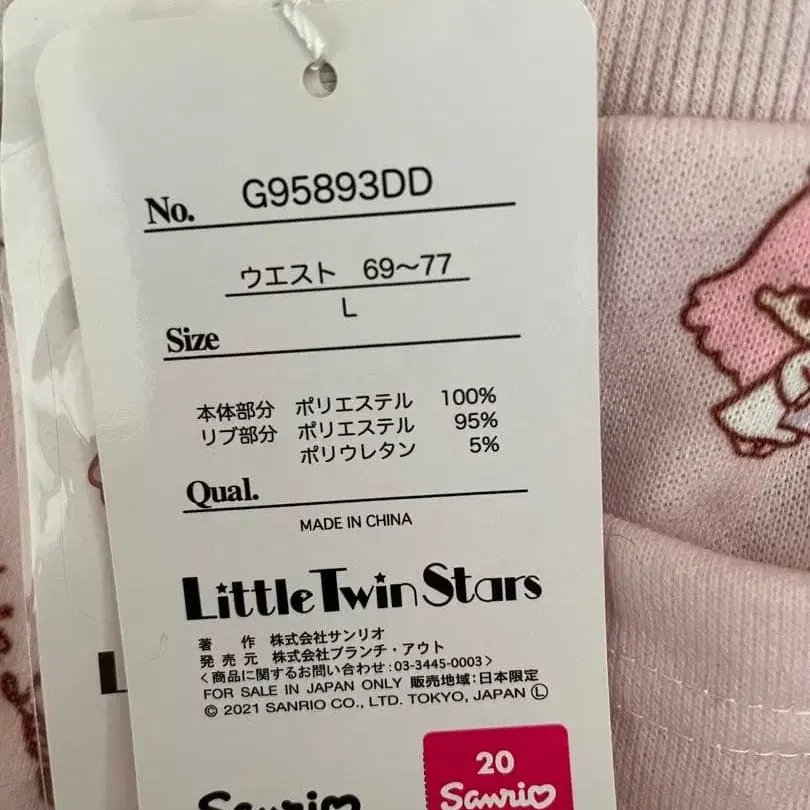 No. G95893DD
ウエスト 69〜77
L
Size
本体部分 ポリエステル 100%
リブ部分 ポリエステル 95%
ポリウレタン 5%
Qual.
MADE IN CHINA
Little Twin Stars
著 作 株式会社サンリオ
発売元 株式会社ブランチ・アウト
<商品に関するお問い合わせ:03-3445-0003>
FOR SALE IN JAPAN ONLY 販売地域:日本限定
© 2021 SANRIO CO., LTD. TOKYO, JAPAN Ⓛ
20
Sanrio
Sanrio